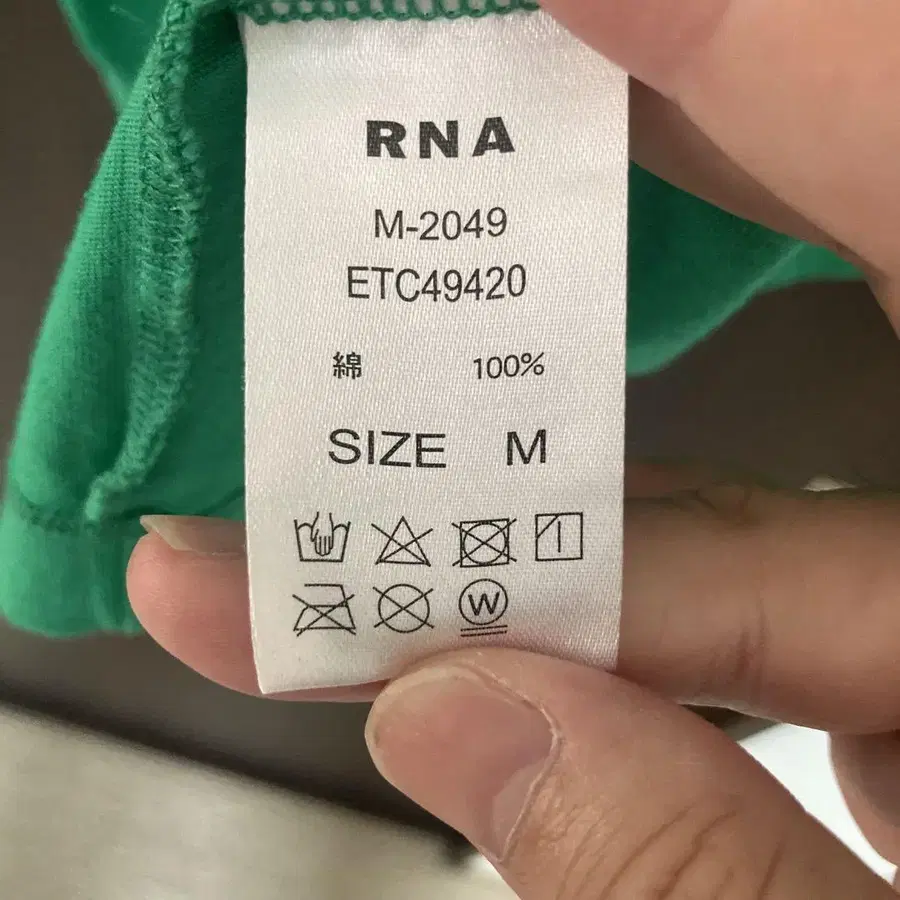 RNA
M-2049
ETC49420
綿 100%
SIZE M
W